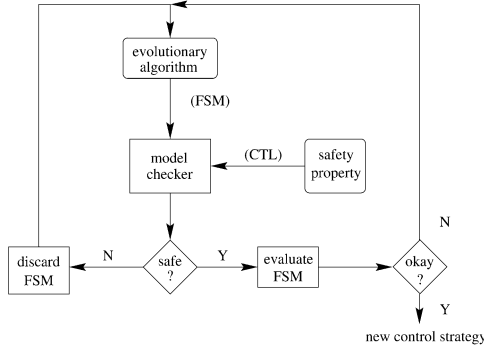 evolutionary
algorithm
(FSM)
model
checker
(CTL)
safety
property
N
discard
FSM
N
safe
?
Y
evaluate
FSM
okay
?
Y
new control strategy